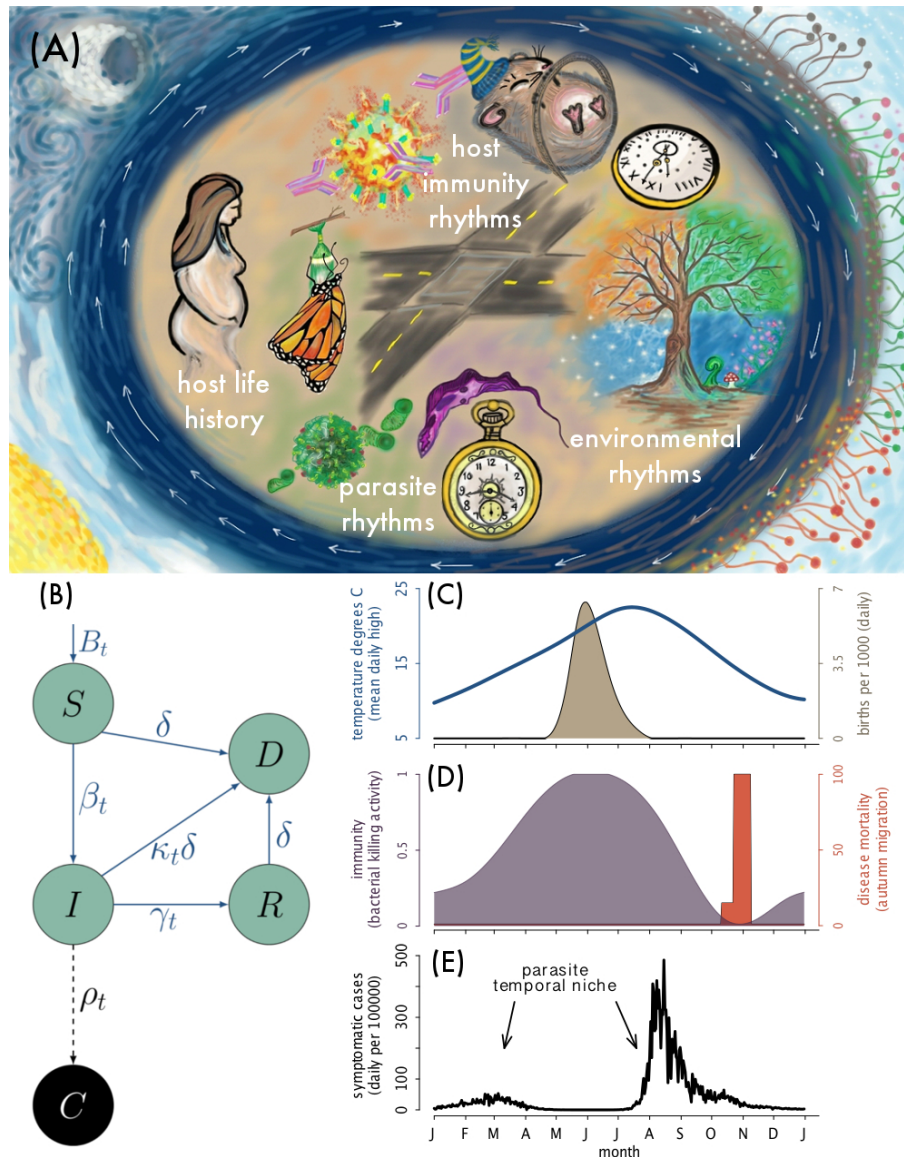 (A)
host
immunity
rhythms
host life
history
environmental
rhythms
parasite
rhythms
(B)
B_t
S
δ
D
β_t
κ_tδ
δ
I
γ_t
R
ρ_t
C
(C)
temperature degrees C
(mean daily high)
25
15
5
7
3.5
0
births per 1000 (daily)
(D)
immunity
(bacterial killing activity)
1
0.5
0
100
50
0
disease mortality
(autumn migration)
(E)
symptomatic cases
(daily per 100000)
500
300
100
0
parasite
temporal niche
J F M A M J J A S O N D J
month